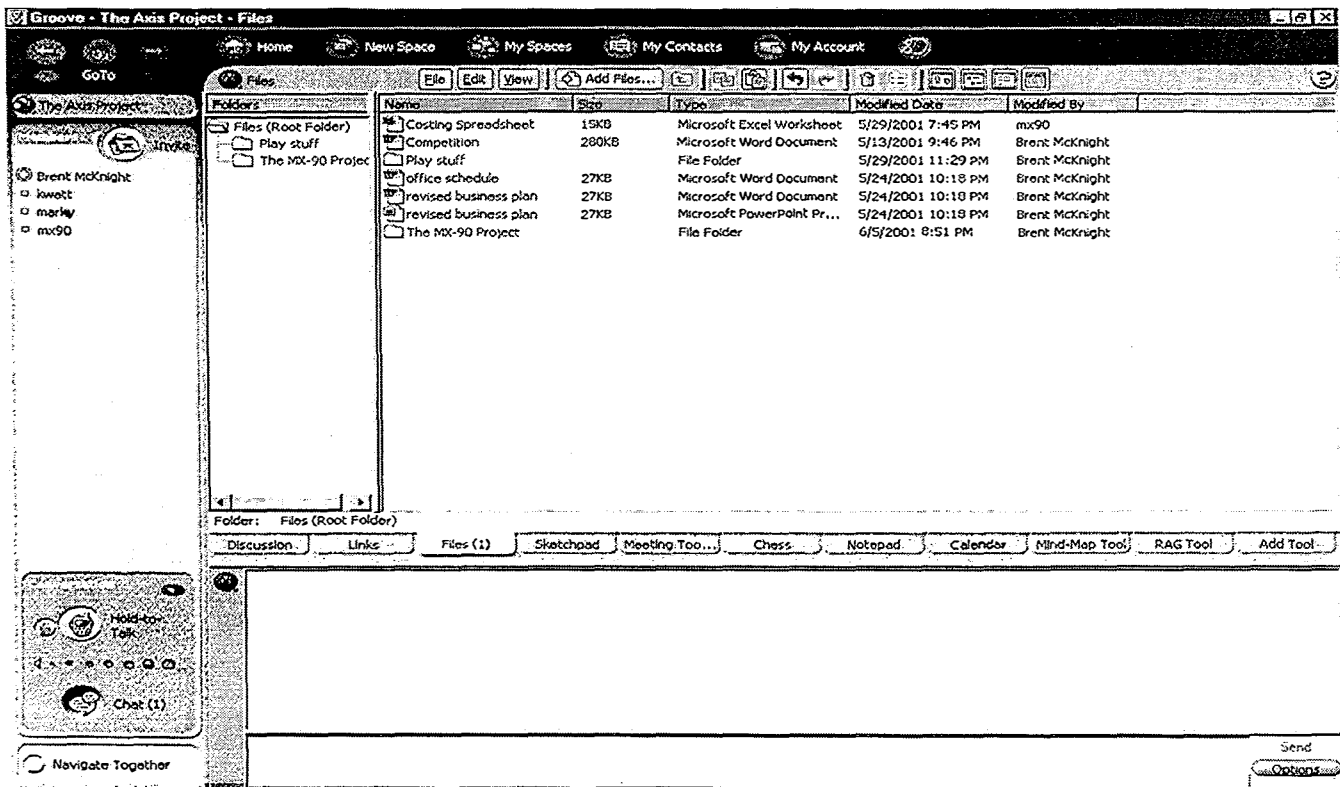 Groove - The Axis Project - Files
Home New Space My Spaces My Contacts My Account
GoTo
Files File Edit View Add Files...
The Axis Project
Folders Name Size Type Modified Date Modified By
Invite
Files (Root Folder)
Play stuff
The MX-90 Projec
Costing Spreadsheet 15KB Microsoft Excel Worksheet 5/29/2001 7:45 PM mx90
Competition 280KB Microsoft Word Document 5/13/2001 9:46 PM Brent McKnight
Play stuff File Folder 5/29/2001 11:29 PM Brent McKnight
office schedule 27KB Microsoft Word Document 5/24/2001 10:18 PM Brent McKnight
revised business plan 27KB Microsoft Word Document 5/24/2001 10:18 PM Brent McKnight
revised business plan 27KB Microsoft PowerPoint Pr... 5/24/2001 10:18 PM Brent McKnight
The MX-90 Project File Folder 6/5/2001 8:51 PM Brent McKnight
Brent McKnight
kwatt
marky
mx90
Folder: Files (Root Folder)
Discussion Links Files (1) Sketchpad Meeting Too... Chess Notepad Calendar Mind-Map Tool RAG Tool Add Tool
Hold-to-
Talk
Chat (1)
Navigate Together
Send
Options